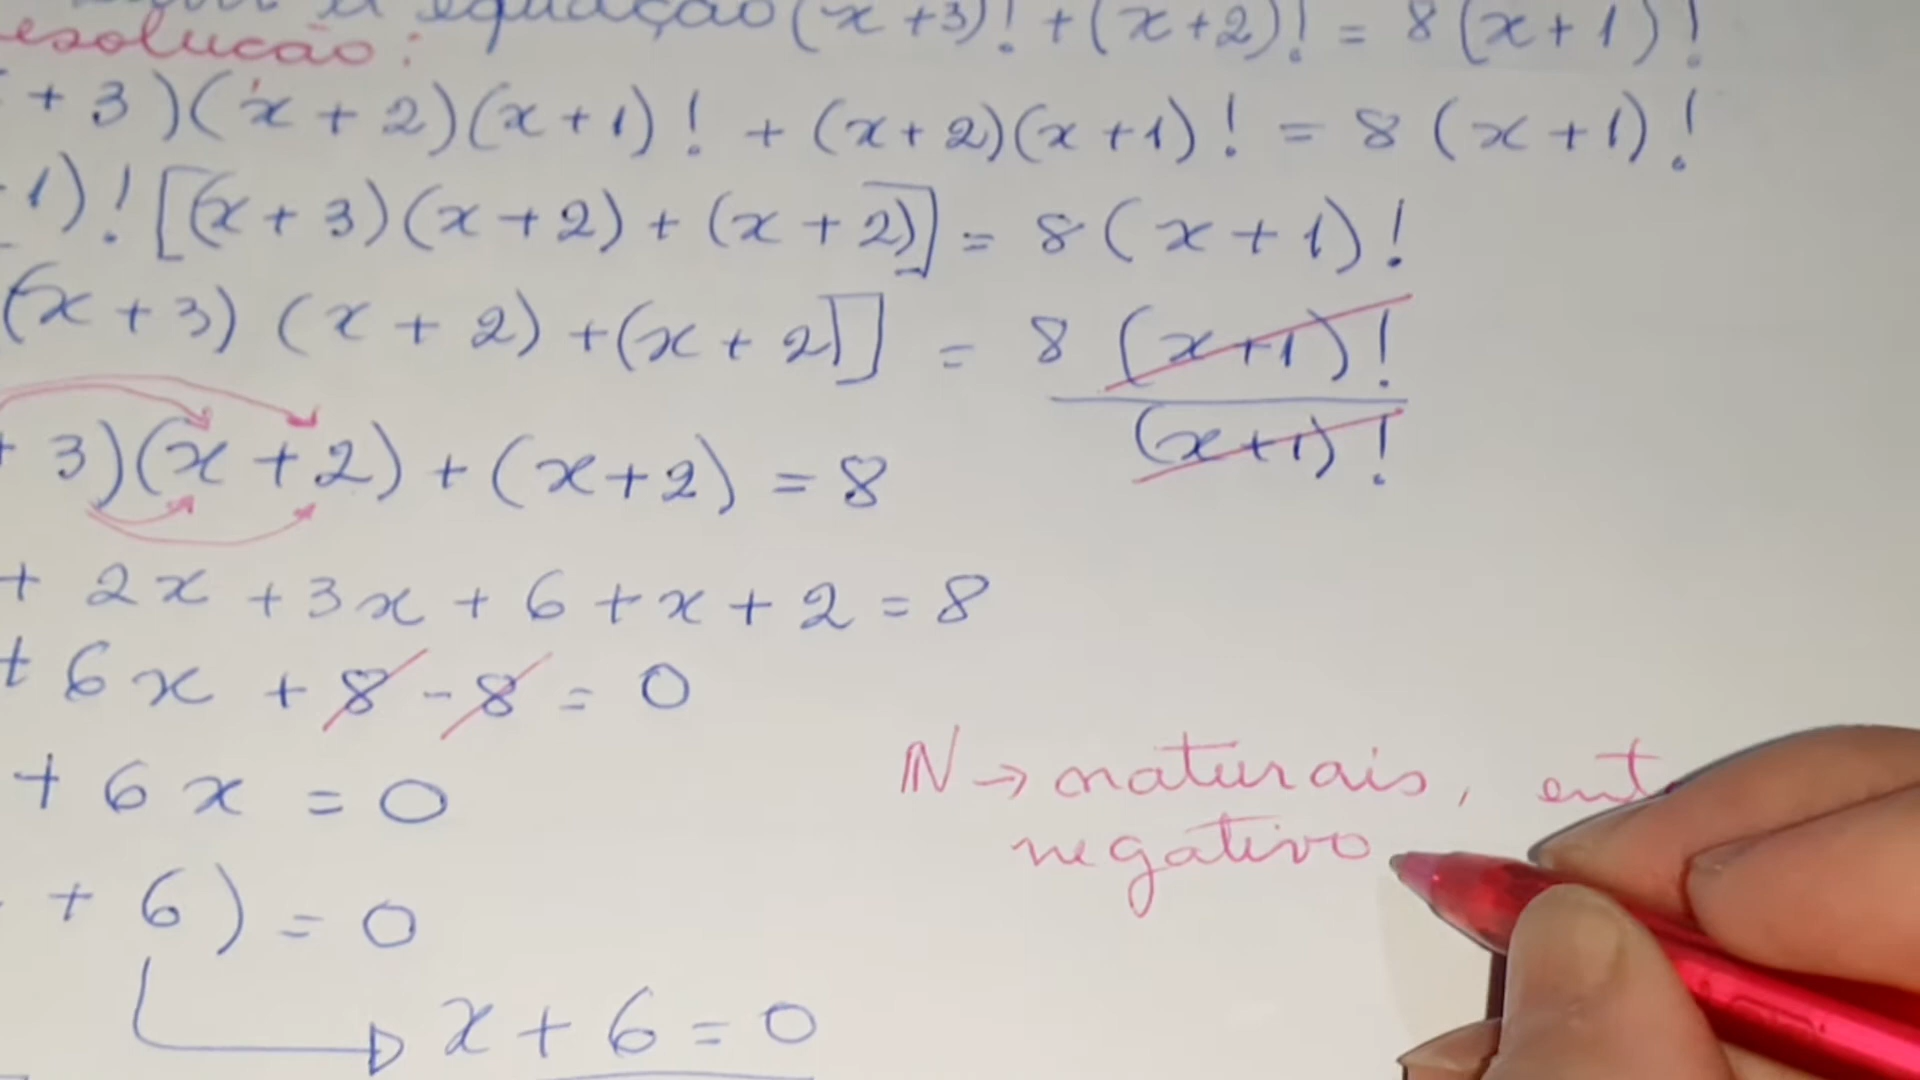 a equação (x+3)! + (x+2)! = 8(x+1)!
esolução:
+ 3)(x + 2)(x+1)! + (x+2)(x+1)! = 8(x+1)!
1)! [(x+3)(x+2) + (x+2)] = 8(x+1)!
(x+3) (x+2) + (x+2)] = 8 (x+1)!
(x+1)!
+ 3)(x+2) + (x+2) = 8
+ 2x + 3x + 6 + x + 2 = 8
+ 6x + 8 - 8 = 0
N → naturais, ent
+ 6x = 0
negativo
+ 6) = 0
x + 6 = 0